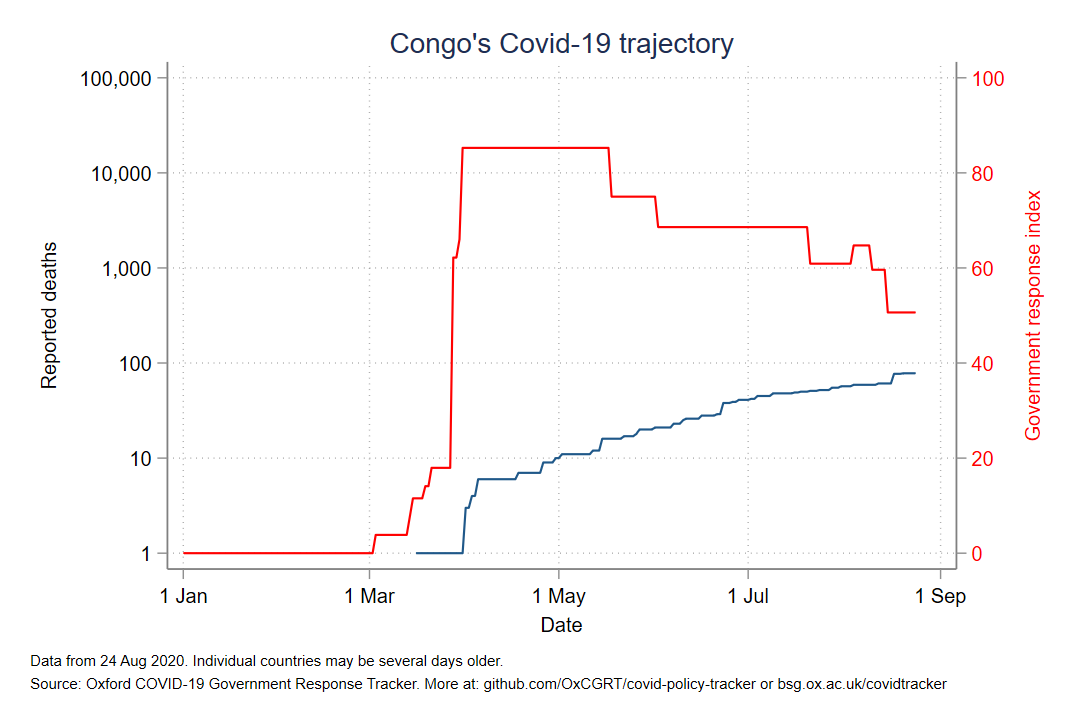 Congo's Covid-19 trajectory
100,000
10,000
1,000
100
10
1
Reported deaths
100
80
60
40
20
0
Government response index
1 Jan
1 Mar
1 May
1 Jul
1 Sep
Date
Data from 24 Aug 2020. Individual countries may be several days older.
Source: Oxford COVID-19 Government Response Tracker. More at: github.com/OxCGRT/covid-policy-tracker or bsg.ox.ac.uk/covidtracker